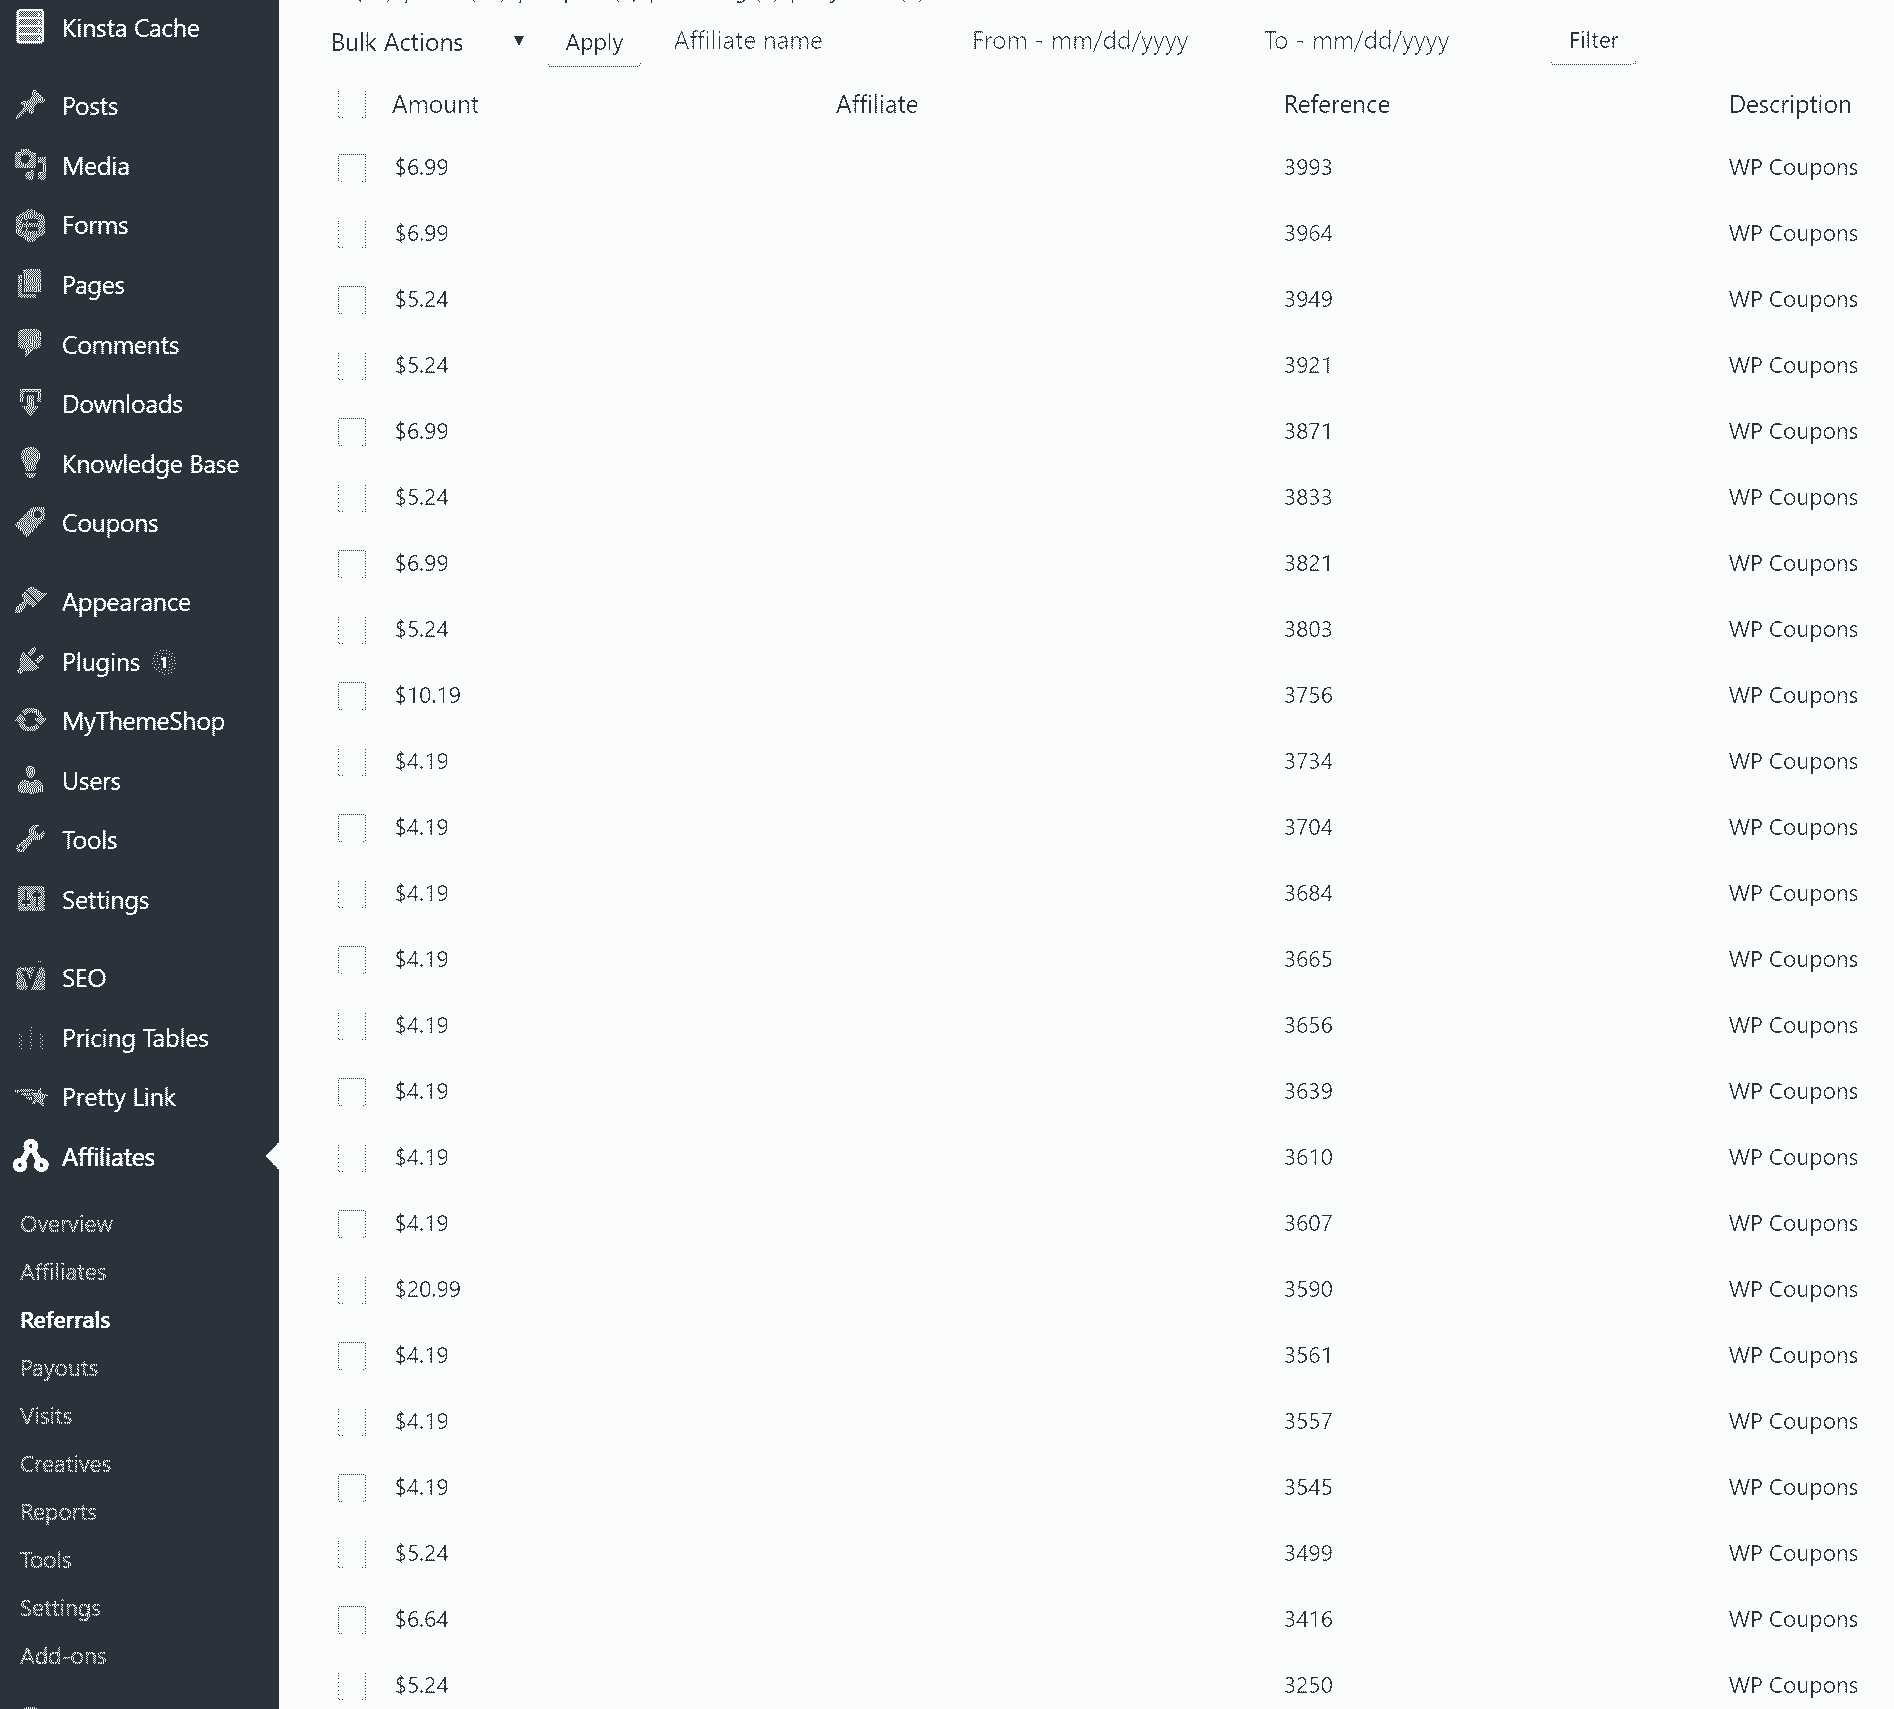 Kinsta Cache
Posts
Media
Forms
Pages
Comments
Downloads
Knowledge Base
Coupons
Appearance
Plugins 1
MyThemeShop
Users
Tools
Settings
SEO
Pricing Tables
Pretty Link
Affiliates
Overview
Affiliates
Referrals
Payouts
Visits
Creatives
Reports
Tools
Settings
Add-ons
Bulk Actions ▼ Apply Affiliate name From - mm/dd/yyyy To - mm/dd/yyyy Filter
Amount Affiliate Reference Description
$6.99 3993 WP Coupons
$6.99 3964 WP Coupons
$5.24 3949 WP Coupons
$5.24 3921 WP Coupons
$6.99 3871 WP Coupons
$5.24 3833 WP Coupons
$6.99 3821 WP Coupons
$5.24 3803 WP Coupons
$10.19 3756 WP Coupons
$4.19 3734 WP Coupons
$4.19 3704 WP Coupons
$4.19 3684 WP Coupons
$4.19 3665 WP Coupons
$4.19 3656 WP Coupons
$4.19 3639 WP Coupons
$4.19 3610 WP Coupons
$4.19 3607 WP Coupons
$20.99 3590 WP Coupons
$4.19 3561 WP Coupons
$4.19 3557 WP Coupons
$4.19 3545 WP Coupons
$5.24 3499 WP Coupons
$6.64 3416 WP Coupons
$5.24 3250 WP Coupons